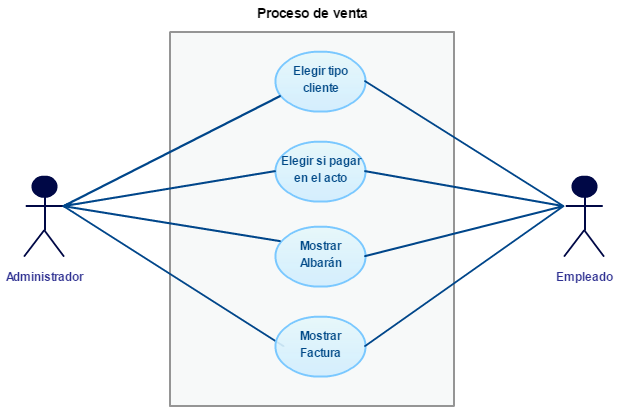 Proceso de venta
Elegir tipo
cliente
Elegir si pagar
en el acto
Mostrar
Albarán
Mostrar
Factura
Administrador
Empleado